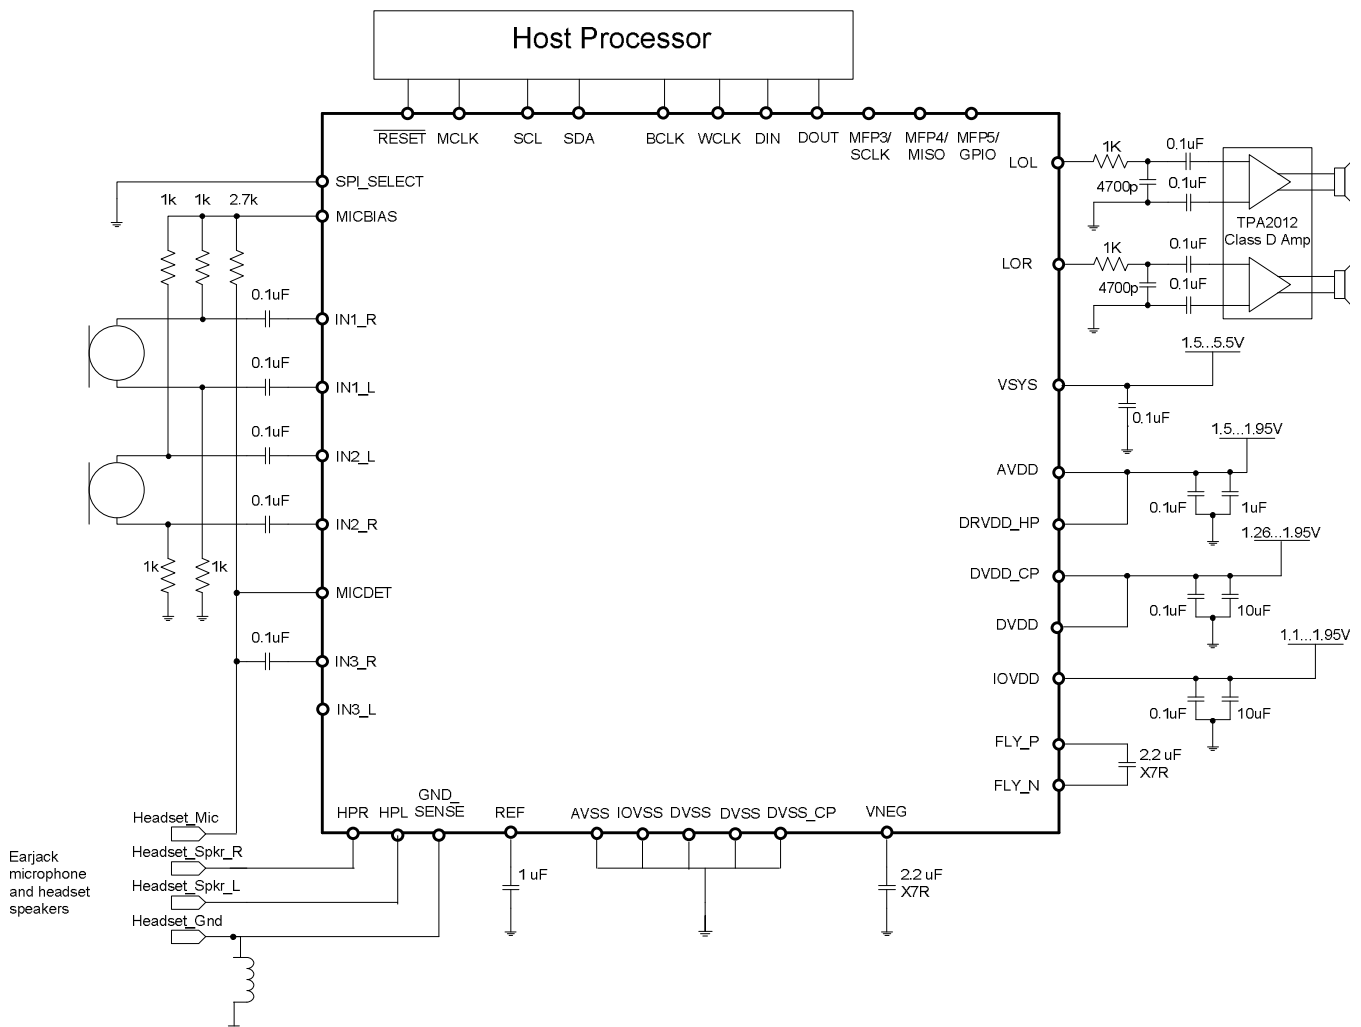 Host Processor
RESET
MCLK
SCL
SDA
BCLK
WCLK
DIN
DOUT
MFP3/
SCLK
MFP4/
MISO
MFP5/
GPIO
SPI_SELECT
1k
1k
2.7k
MICBIAS
0.1uF
IN1_R
0.1uF
IN1_L
0.1uF
IN2_L
0.1uF
IN2_R
1k
1k
MICDET
0.1uF
IN3_R
IN3_L
LOL
1K
0.1uF
4700p
0.1uF
TPA2012
Class D Amp
LOR
1K
0.1uF
4700p
0.1uF
1.5...5.5V
VSYS
0.1uF
1.5...1.95V
AVDD
0.1uF
1uF
DRVDD_HP
1.26...1.95V
DVDD_CP
0.1uF
10uF
DVDD
1.1...1.95V
IOVDD
0.1uF
10uF
FLY_P
2.2 uF
X7R
FLY_N
HPR
HPL
GND_
SENSE
REF
AVSS
IOVSS
DVSS
DVSS
DVSS_CP
VNEG
1 uF
2.2 uF
X7R
Headset_Mic
Headset_Spkr_R
Headset_Spkr_L
Headset_Gnd
Earjack
microphone
and headset
speakers